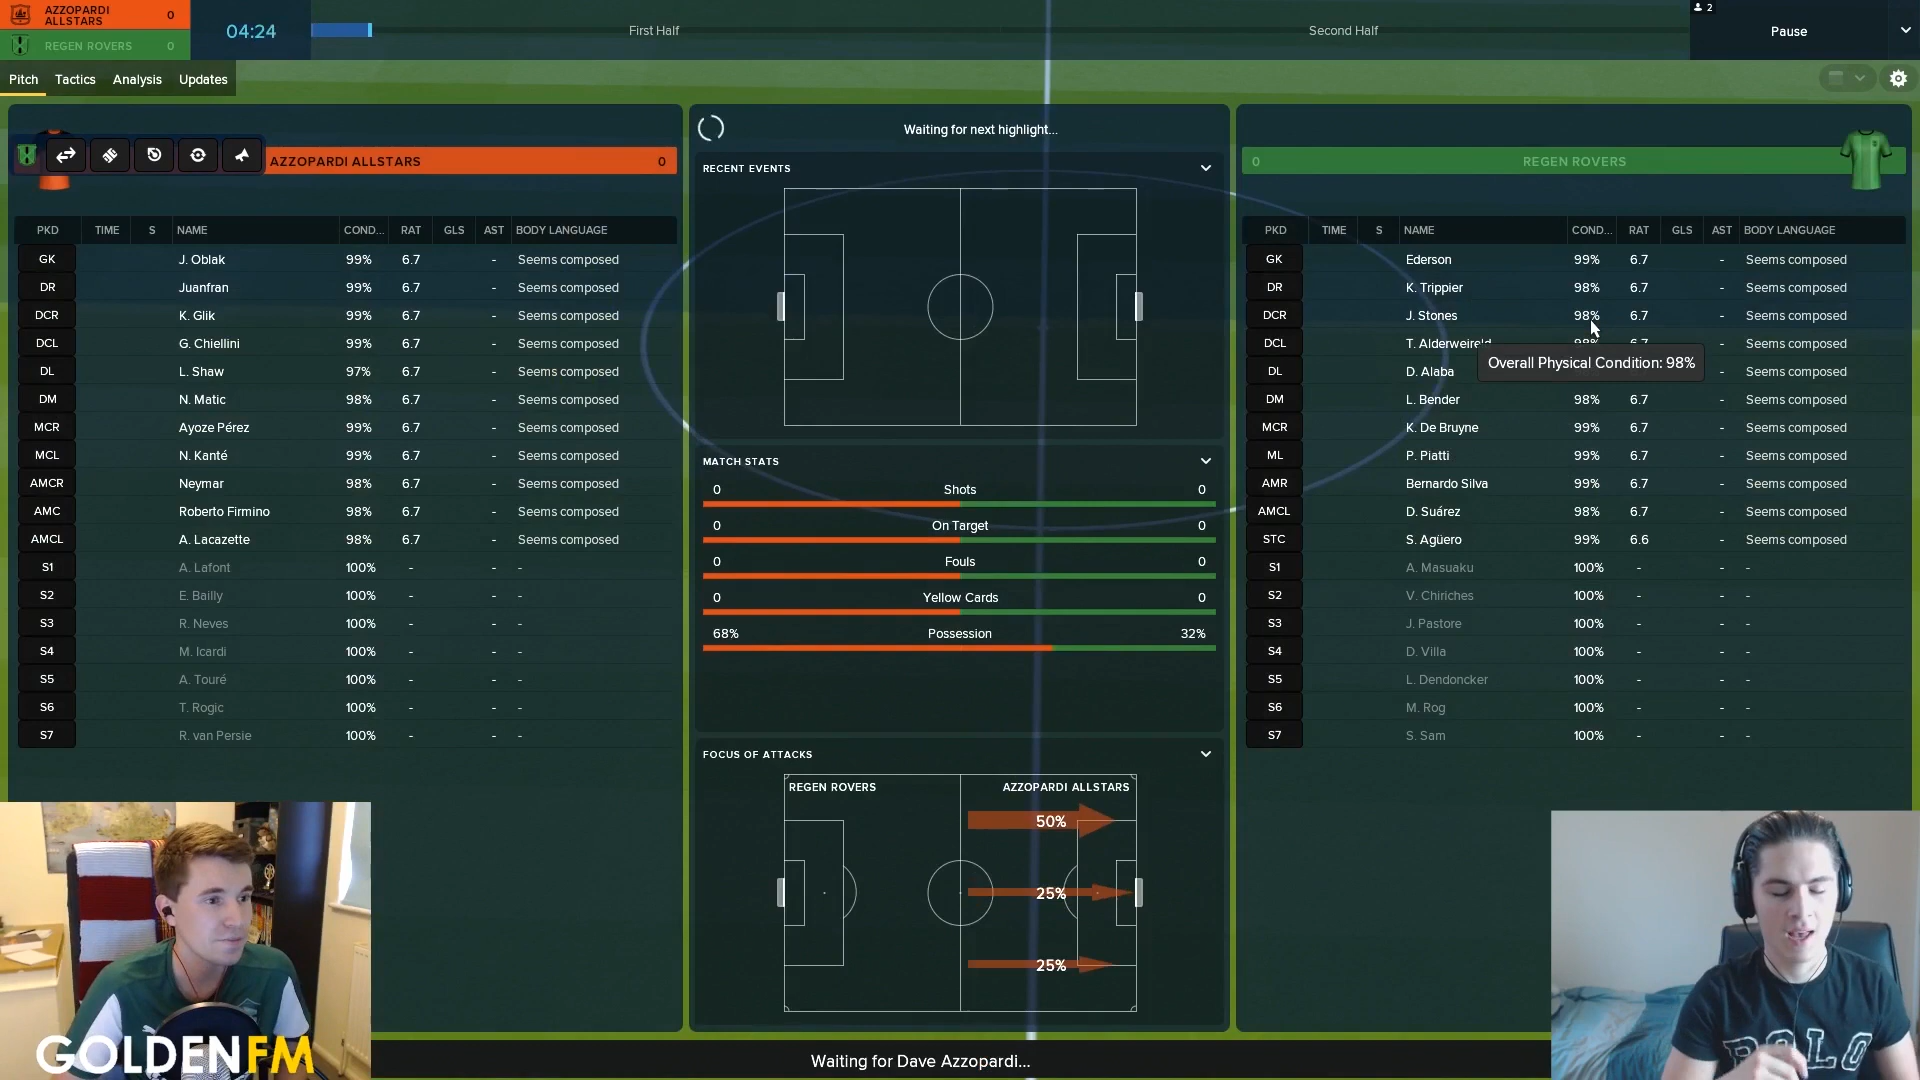 AZZOPARDI
ALLSTARS 0
REGEN ROVERS 0
04:24
First Half
Second Half
2
Pause
Pitch Tactics Analysis Updates
AZZOPARDI ALLSTARS 0
PKD TIME S NAME COND... RAT GLS AST BODY LANGUAGE
GK J. Oblak 99% 6.7 - Seems composed
DR Juanfran 99% 6.7 - Seems composed
DCR K. Glik 99% 6.7 - Seems composed
DCL G. Chiellini 99% 6.7 - Seems composed
DL L. Shaw 97% 6.7 - Seems composed
DM N. Matic 98% 6.7 - Seems composed
MCR Ayoze Pérez 99% 6.7 - Seems composed
MCL N. Kanté 99% 6.7 - Seems composed
AMCR Neymar 98% 6.7 - Seems composed
AMC Roberto Firmino 98% 6.7 - Seems composed
AMCL A. Lacazette 98% 6.7 - Seems composed
S1 A. Lafont 100% - - -
S2 E. Bailly 100% - - -
S3 R. Neves 100% - - -
S4 M. Icardi 100% - - -
S5 A. Touré 100% - - -
S6 T. Rogic 100% - - -
S7 R. van Persie 100% - - -
Waiting for next highlight...
RECENT EVENTS
MATCH STATS
0 Shots 0
0 On Target 0
0 Fouls 0
0 Yellow Cards 0
68% Possession 32%
FOCUS OF ATTACKS
REGEN ROVERS AZZOPARDI ALLSTARS
50%
25%
25%
0 REGEN ROVERS
PKD TIME S NAME COND... RAT GLS AST BODY LANGUAGE
GK Ederson 99% 6.7 - Seems composed
DR K. Trippier 98% 6.7 - Seems composed
DCR J. Stones 98% 6.7 - Seems composed
DCL T. Alderweireld 98% 6.7 - Seems composed
DL D. Alaba - Seems composed
Overall Physical Condition: 98%
DM L. Bender 98% 6.7 - Seems composed
MCR K. De Bruyne 99% 6.7 - Seems composed
ML P. Piatti 99% 6.7 - Seems composed
AMR Bernardo Silva 99% 6.7 - Seems composed
AMCL D. Suárez 98% 6.7 - Seems composed
STC S. Agüero 99% 6.6 - Seems composed
S1 A. Masuaku 100% - - -
S2 V. Chiriches 100% - - -
S3 J. Pastore 100% - - -
S4 D. Villa 100% - - -
S5 L. Dendoncker 100% - - -
S6 M. Rog 100% - - -
S7 S. Sam 100% - - -
GOLDENFM
Waiting for Dave Azzopardi...
POLO